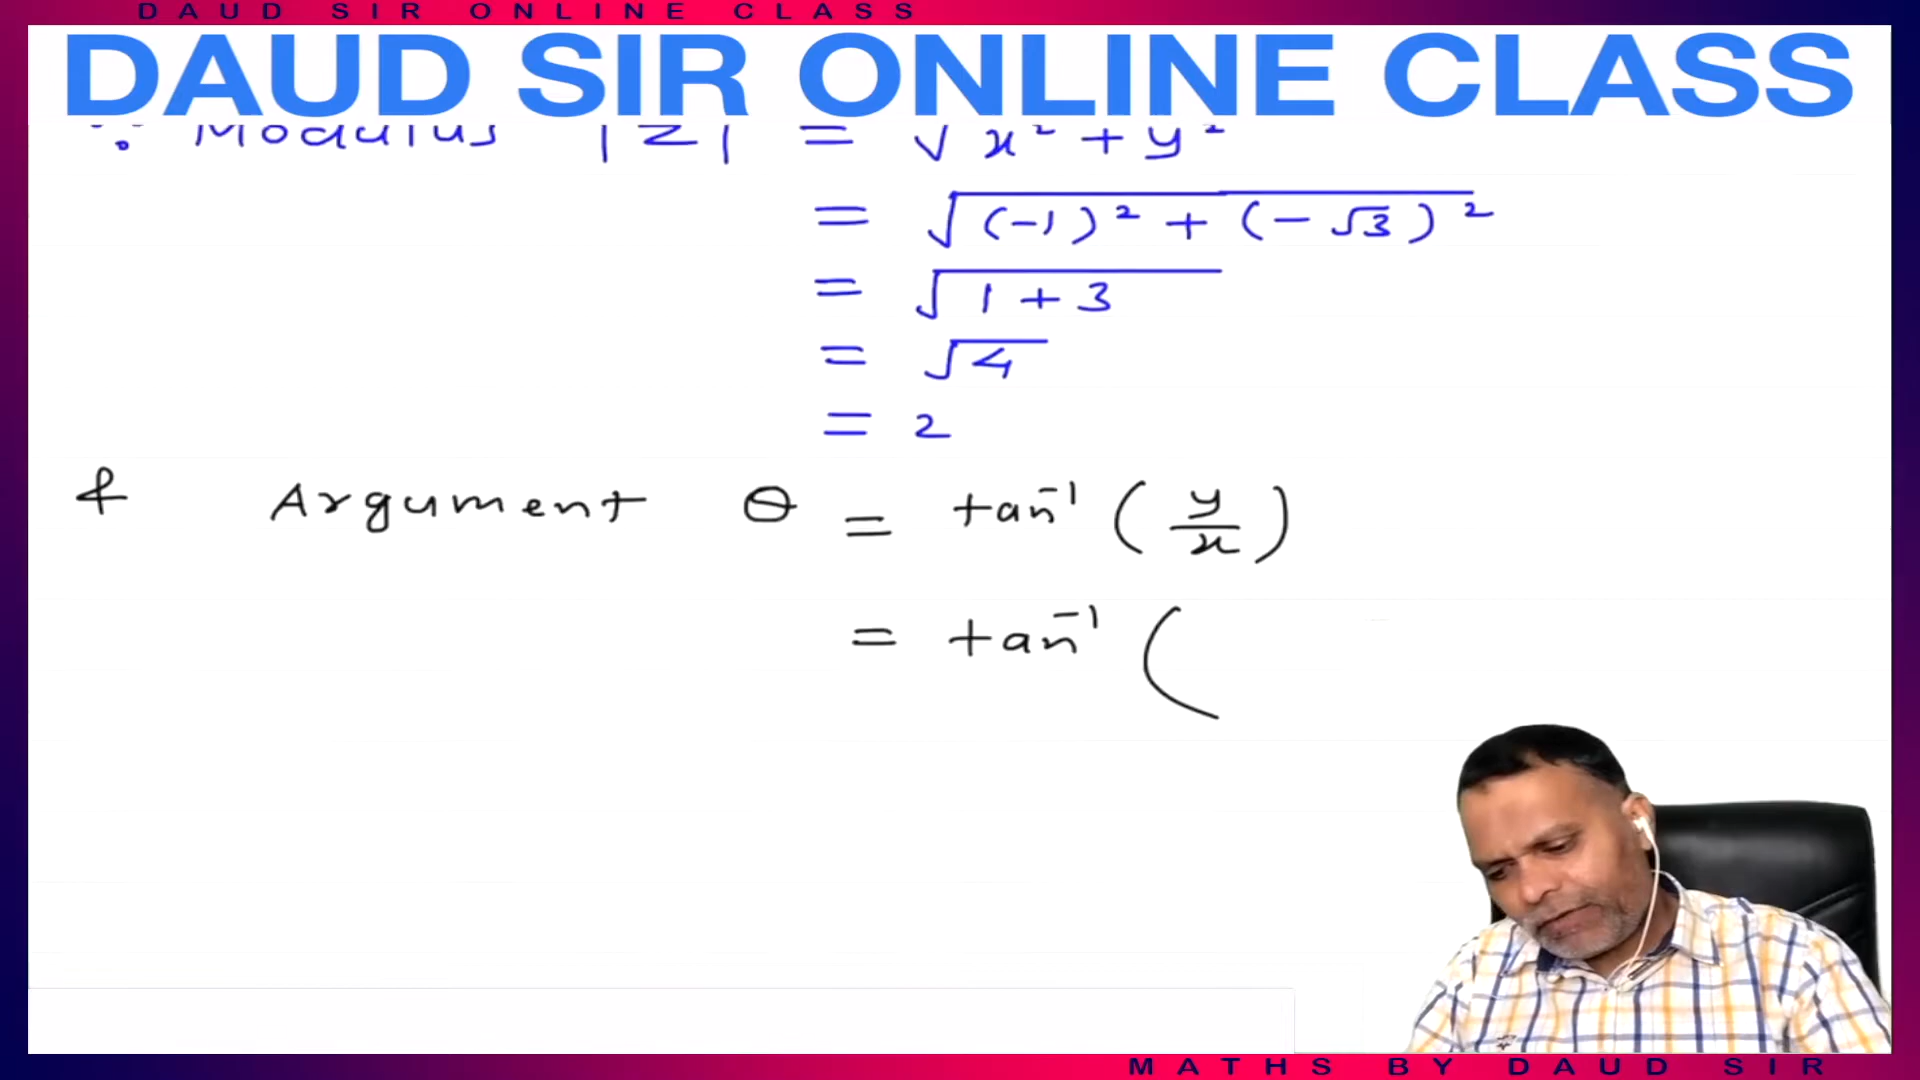 DAUD SIR ONLINE CLASS
DAUD SIR ONLINE CLASS
∵ Modulus |Z| = √x² + y²
= √(-1)² + (-√3)²
= √1 + 3
= √4
= 2
& Argument θ = tan⁻¹ (y/x)
= tan⁻¹ (
MATHS BY DAUD SIR